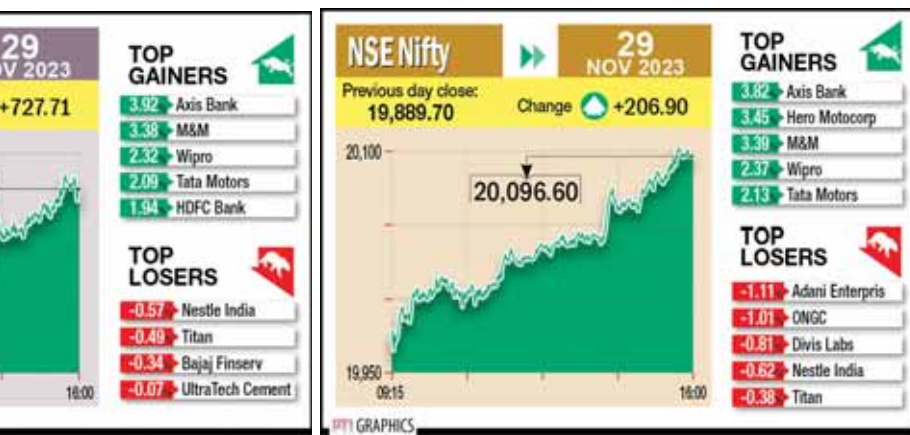 29
V 2023
+727.71
16:00
TOP
GAINERS
3.92 Axis Bank
3.38 M&M
2.32 Wipro
2.09 Tata Motors
1.94 HDFC Bank
TOP
LOSERS
-0.57 Nestle India
-0.49 Titan
-0.34 Bajaj Finserv
-0.07 UltraTech Cement
NSE Nifty
29
NOV 2023
Previous day close:
19,889.70
Change +206.90
20,100
20,096.60
19,950
09:15 16:00
PTI GRAPHICS
TOP
GAINERS
3.82 Axis Bank
3.45 Hero Motocorp
3.39 M&M
2.37 Wipro
2.13 Tata Motors
TOP
LOSERS
-1.11 Adani Enterpris
-1.01 ONGC
-0.81 Divis Labs
-0.62 Nestle India
-0.38 Titan